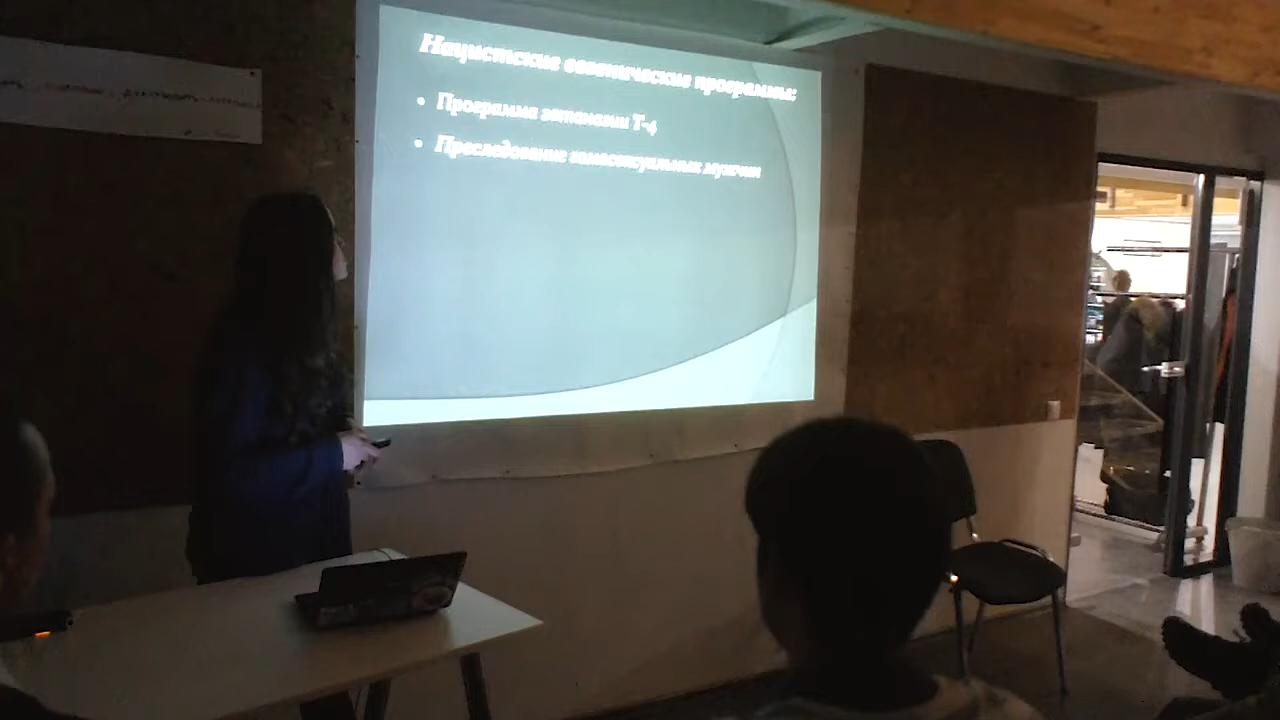 Нацистские евгенические программы:
• Программа эвтаназии Т-4
• Преследование гомосексуальных мужчин